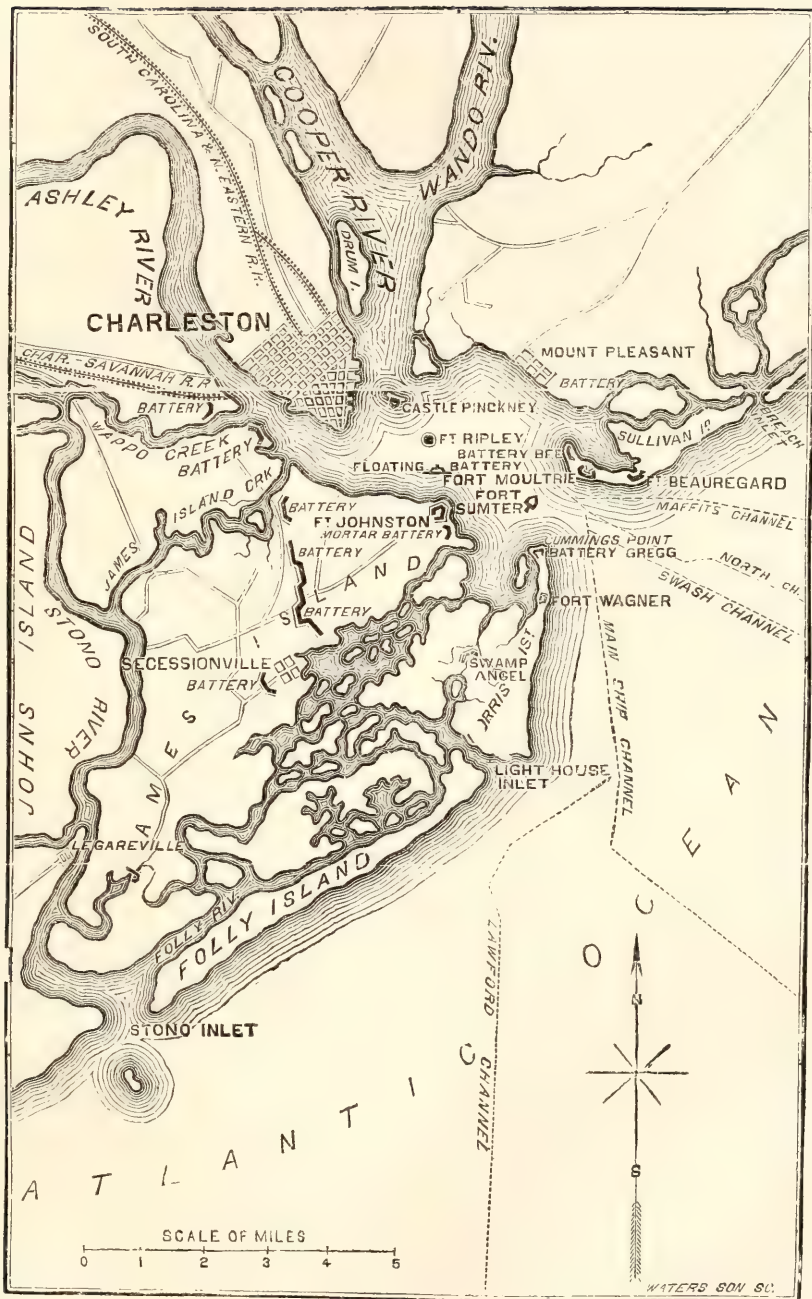 SOUTH CAROLINA & N. EASTERN R.R.
COOPER RIVER
WANDO RIV.
ASHLEY RIVER
DRUM I.
CHARLESTON
MOUNT PLEASANT
CHAR.-SAVANNAH R.R.
BATTERY
BATTERY
CASTLE PINCKNEY
SULLIVAN ID.
BREACH INLET
WAPPO
CREEK
BATTERY
FT RIPLEY
BATTERY BEE
FLOATING BATTERY
FORT MOULTRIE
FT. BEAUREGARD
JAMES ISLAND CRK
BATTERY
FT. JOHNSTON
FORT SUMTER
MAFFITS CHANNEL
MORTAR BATTERY
CUMMINGS POINT
BATTERY GREGG
BATTERY
NORTH CH.
SWASH CHANNEL
BATTERY
FORT WAGNER
MAIN SHIP CHANNEL
JOHNS ISLAND
STONO RIVER
SECESSIONVILLE
BATTERY
SWAMP ANGEL
ORRIS IST.
JAMES ISLAND
LIGHT HOUSE
INLET
LEGAREVILLE
FOLLY RIV.
FOLLY ISLAND
LAWFORD CHANNEL
STONO INLET
ATLANTIC OCEAN
N
S
SCALE OF MILES
0 1 2 3 4 5
WATERS SON SC.